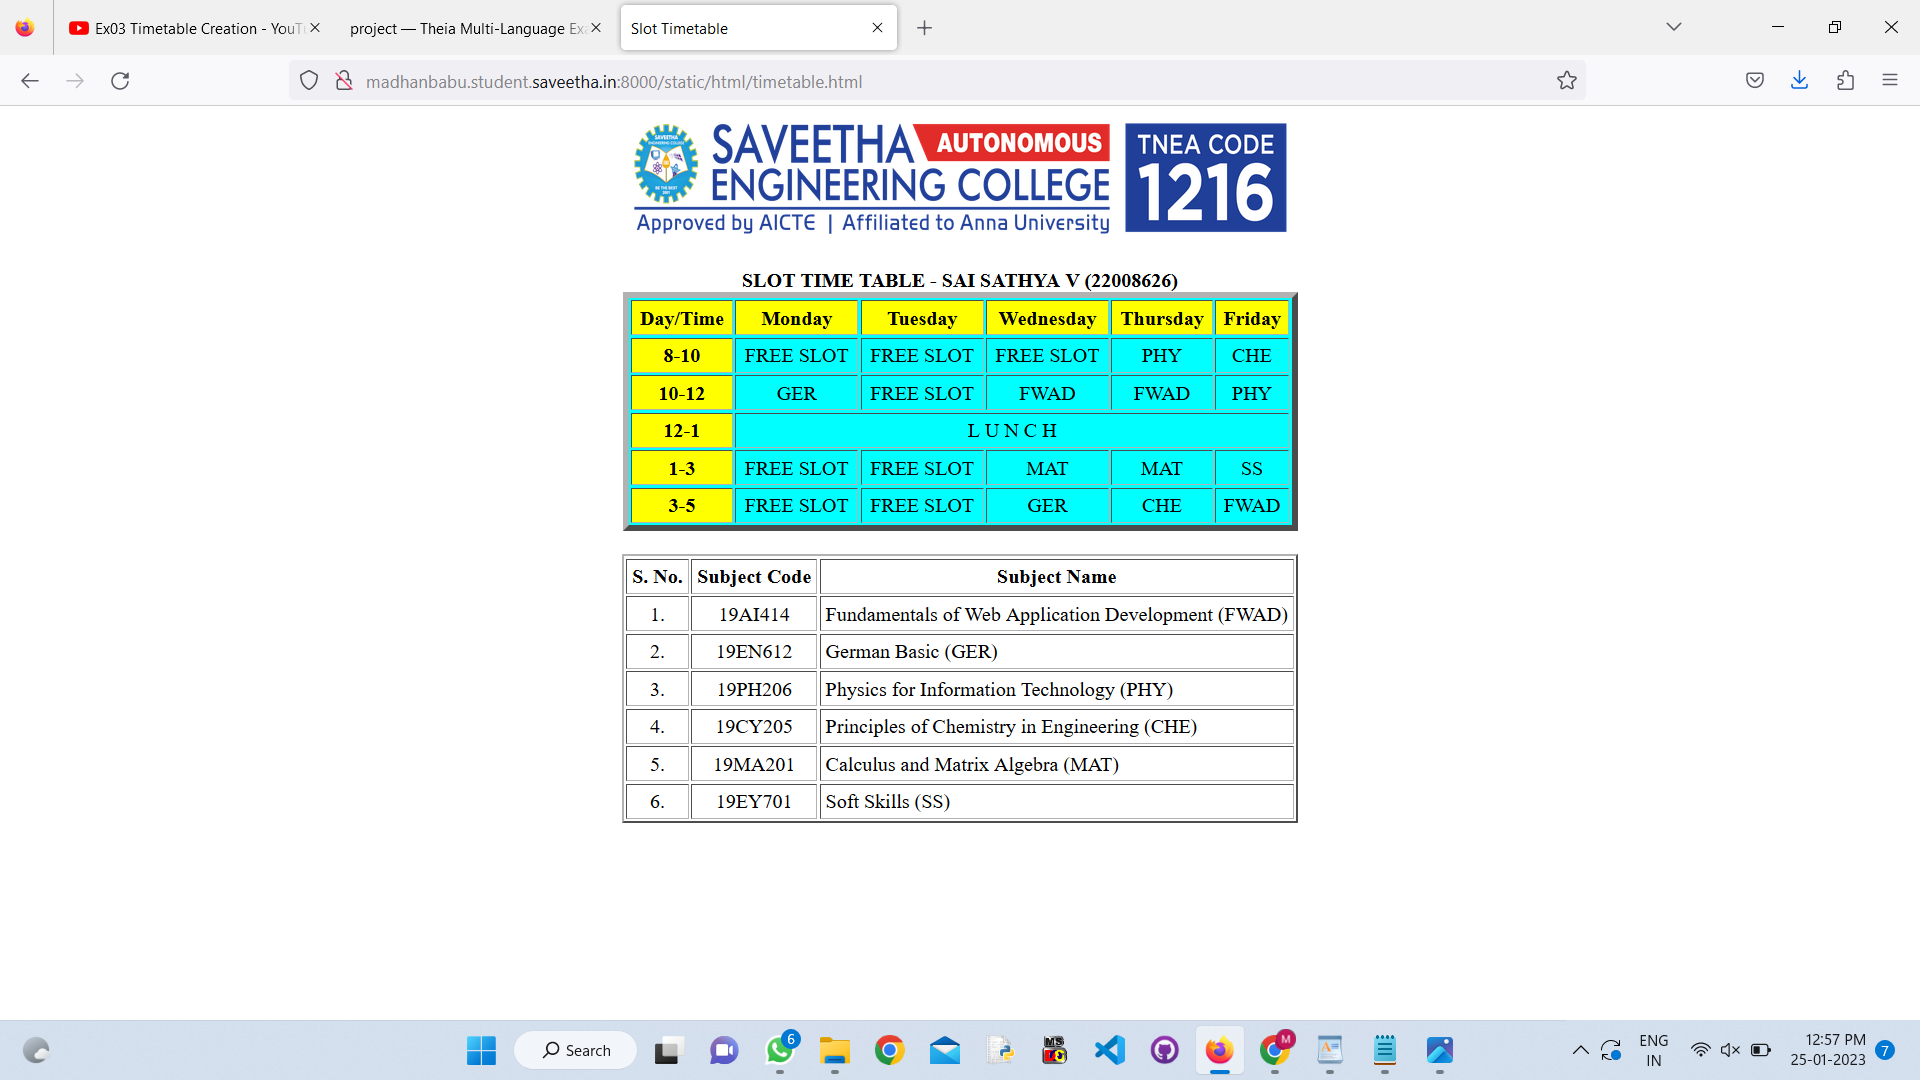 Ex03 Timetable Creation - YouTu
project — Theia Multi-Language Exa
Slot Timetable
madhanbabu.student.saveetha.in:8000/static/html/timetable.html
SAVEETHA AUTONOMOUS
ENGINEERING COLLEGE
Approved by AICTE | Affiliated to Anna University
TNEA CODE
1216
SLOT TIME TABLE - SAI SATHYA V (22008626)
Day/Time Monday Tuesday Wednesday Thursday Friday
8-10 FREE SLOT FREE SLOT FREE SLOT PHY CHE
10-12 GER FREE SLOT FWAD FWAD PHY
12-1 L U N C H
1-3 FREE SLOT FREE SLOT MAT MAT SS
3-5 FREE SLOT FREE SLOT GER CHE FWAD
S. No. Subject Code Subject Name
1. 19AI414 Fundamentals of Web Application Development (FWAD)
2. 19EN612 German Basic (GER)
3. 19PH206 Physics for Information Technology (PHY)
4. 19CY205 Principles of Chemistry in Engineering (CHE)
5. 19MA201 Calculus and Matrix Algebra (MAT)
6. 19EY701 Soft Skills (SS)
Search
6
MS
M
ENG
IN
12:57 PM
25-01-2023
7